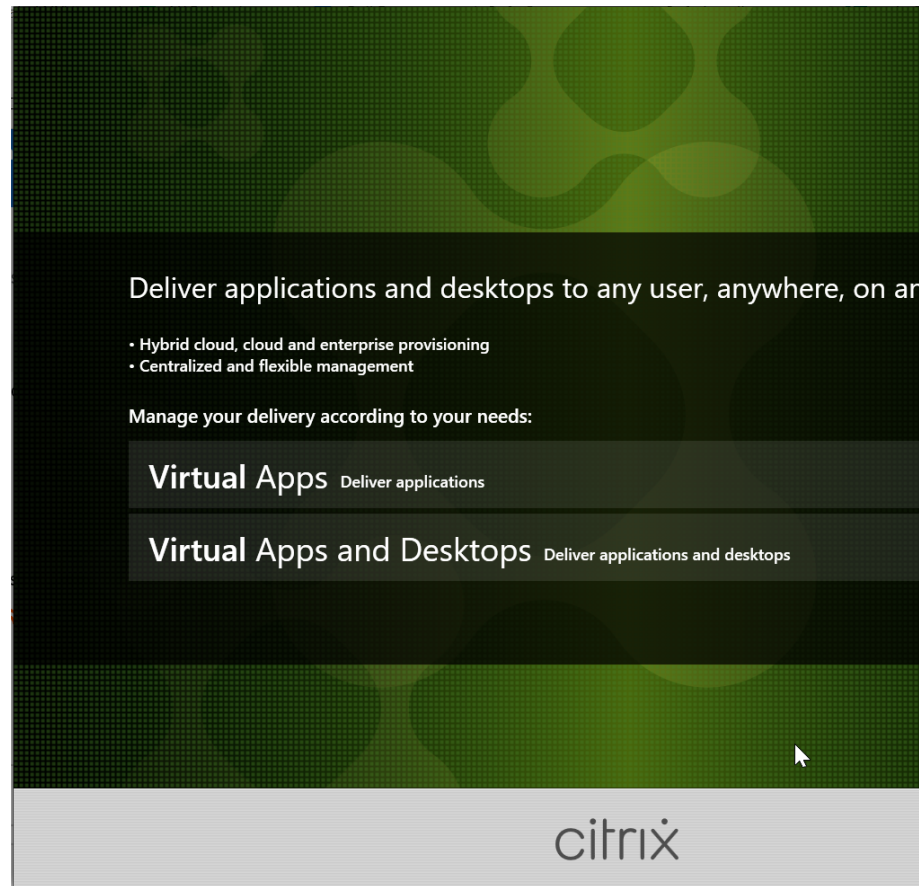 Deliver applications and desktops to any user, anywhere, on
• Hybrid cloud, cloud and enterprise provisioning
• Centralized and flexible management
Manage your delivery according to your needs:
Virtual Apps Deliver applications
Virtual Apps and Desktops Deliver applications and desktops
citrix